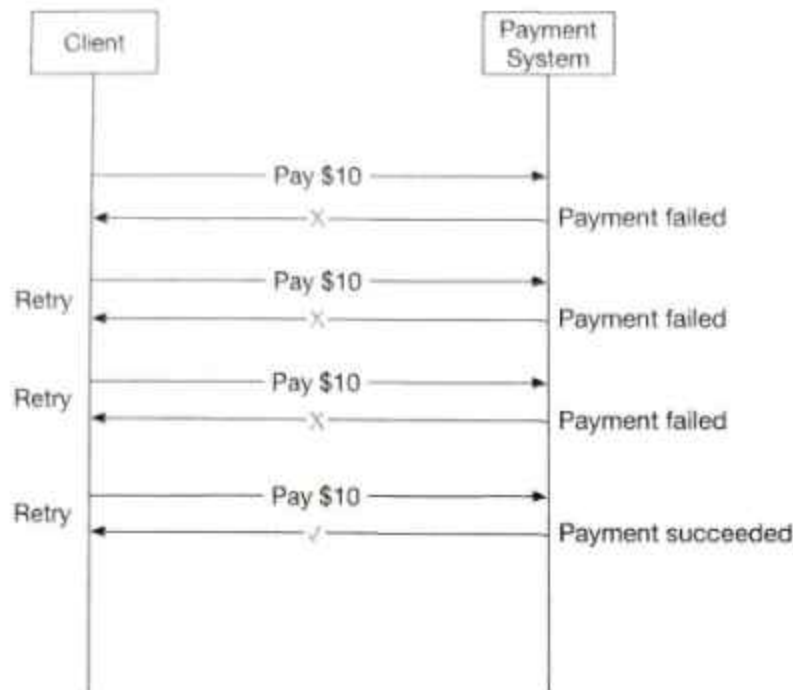 Client
Payment
System
Pay $10
X
Payment failed
Retry
Pay $10
X
Payment failed
Retry
Pay $10
X
Payment failed
Retry
Pay $10
✓
Payment succeeded